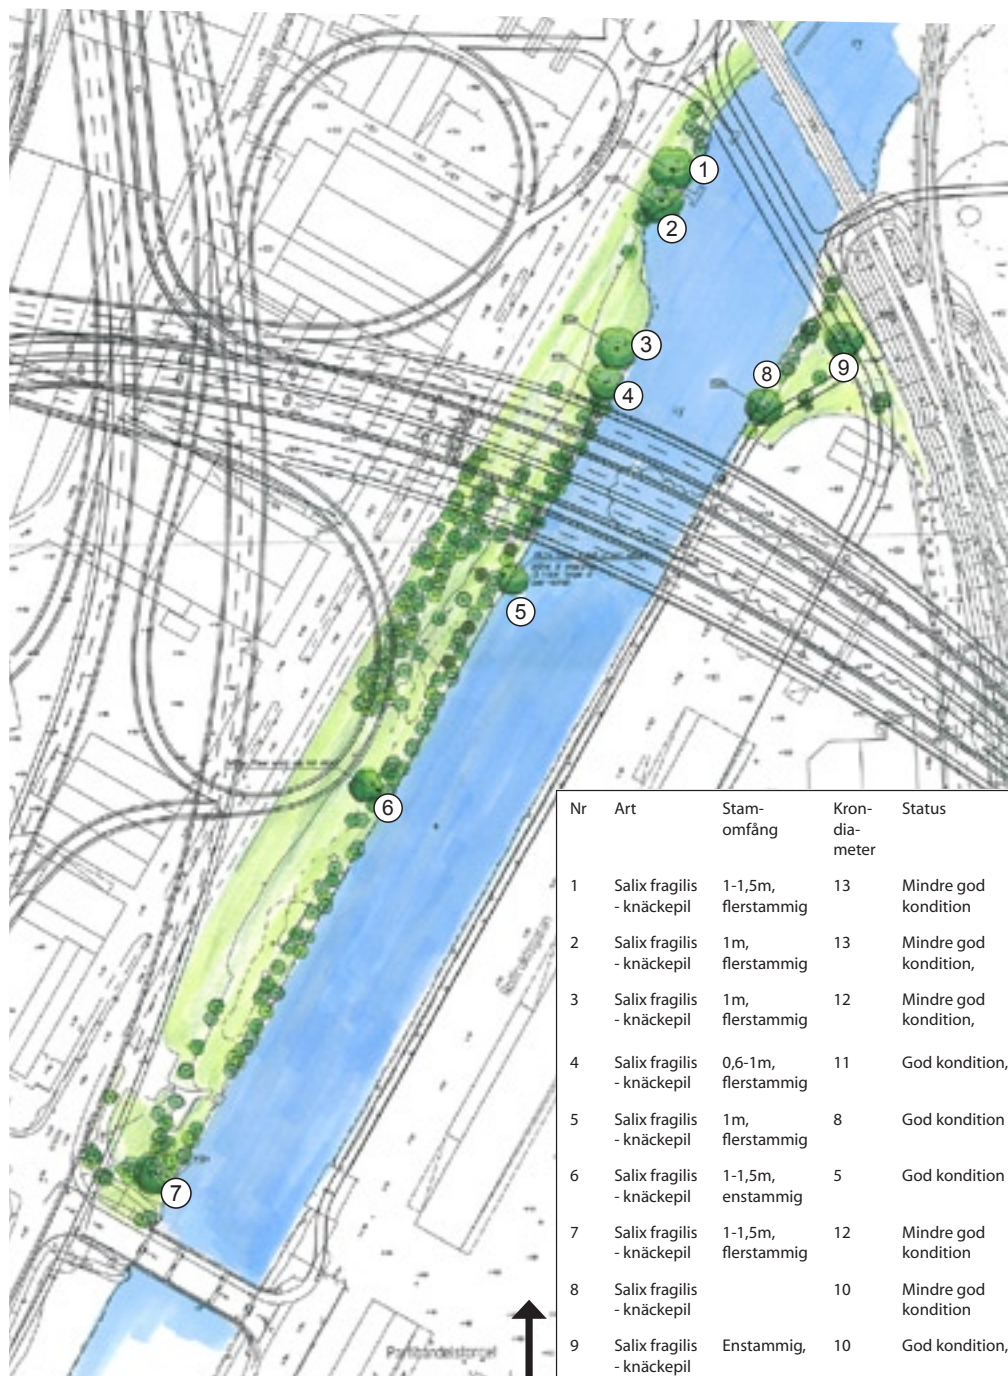 1
2
3
4
8
9
5
6
7
Partihandelstorget
Nr Art Stam- Kron- Status
omfång dia-
meter
1 Salix fragilis 1-1,5m, 13 Mindre god
- knäckepil flerstammig kondition
2 Salix fragilis 1m, 13 Mindre god
- knäckepil flerstammig kondition,
3 Salix fragilis 1m, 12 Mindre god
- knäckepil flerstammig kondition,
4 Salix fragilis 0,6-1m, 11 God kondition,
- knäckepil flerstammig
5 Salix fragilis 1m, 8 God kondition
- knäckepil flerstammig
6 Salix fragilis 1-1,5m, 5 God kondition
- knäckepil enstammig
7 Salix fragilis 1-1,5m, 12 Mindre god
- knäckepil flerstammig kondition
8 Salix fragilis 10 Mindre god
- knäckepil kondition
9 Salix fragilis Enstammig, 10 God kondition,
- knäckepil